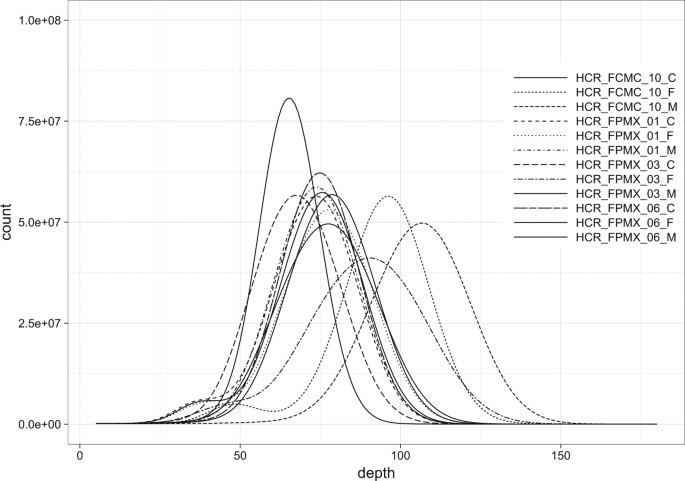 1.0e+08
7.5e+07
5.0e+07
2.5e+07
0.0e+00
count
0
50
100
150
depth
HCR_FCMC_10_C
HCR_FCMC_10_F
HCR_FCMC_10_M
HCR_FPMX_01_C
HCR_FPMX_01_F
HCR_FPMX_01_M
HCR_FPMX_03_C
HCR_FPMX_03_F
HCR_FPMX_03_M
HCR_FPMX_06_C
HCR_FPMX_06_F
HCR_FPMX_06_M